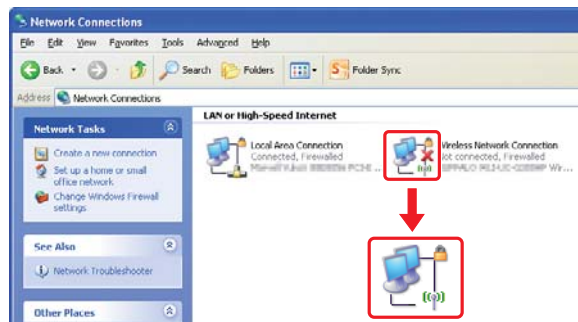 Network Connections
File Edit View Favorites Tools Advanced Help
Back Search Folders Folder Sync
Address Network Connections
LAN or High-Speed Internet
Network Tasks
Create a new connection
Set up a home or small
office network
Change Windows Firewall
settings
See Also
Network Troubleshooter
Other Places
Local Area Connection
Connected, Firewalled
Wireless Network Connection
Not connected, Firewalled